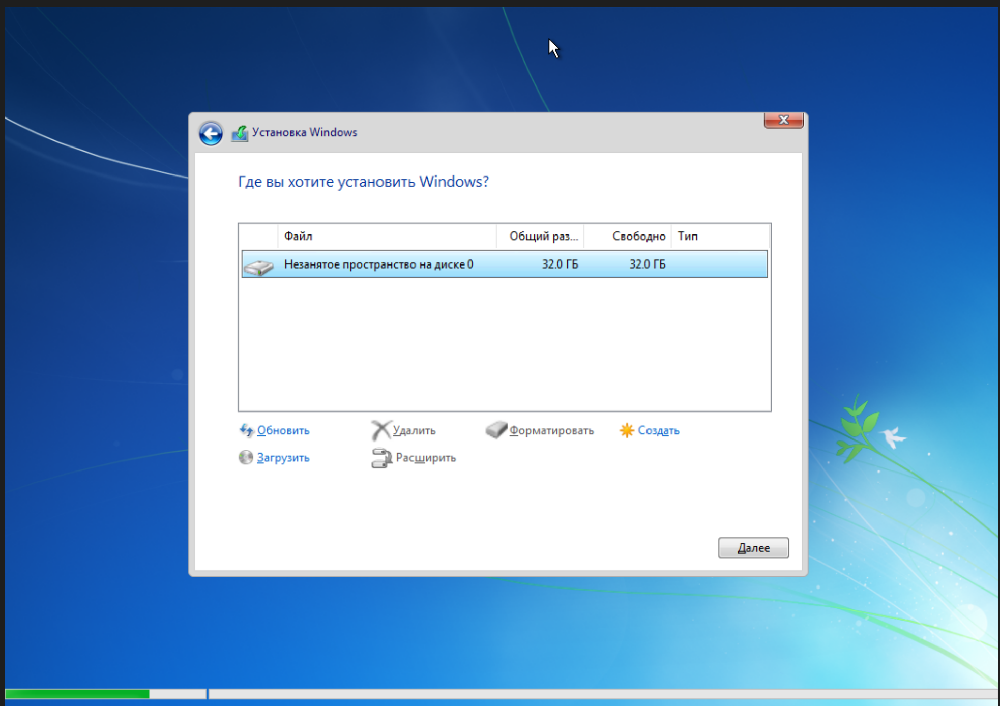 Установка Windows
Где вы хотите установить Windows?
Файл Общий раз... Свободно Тип
Незанятое пространство на диске 0 32.0 ГБ 32.0 ГБ
Обновить Удалить Форматировать Создать
Загрузить Расширить
Далее